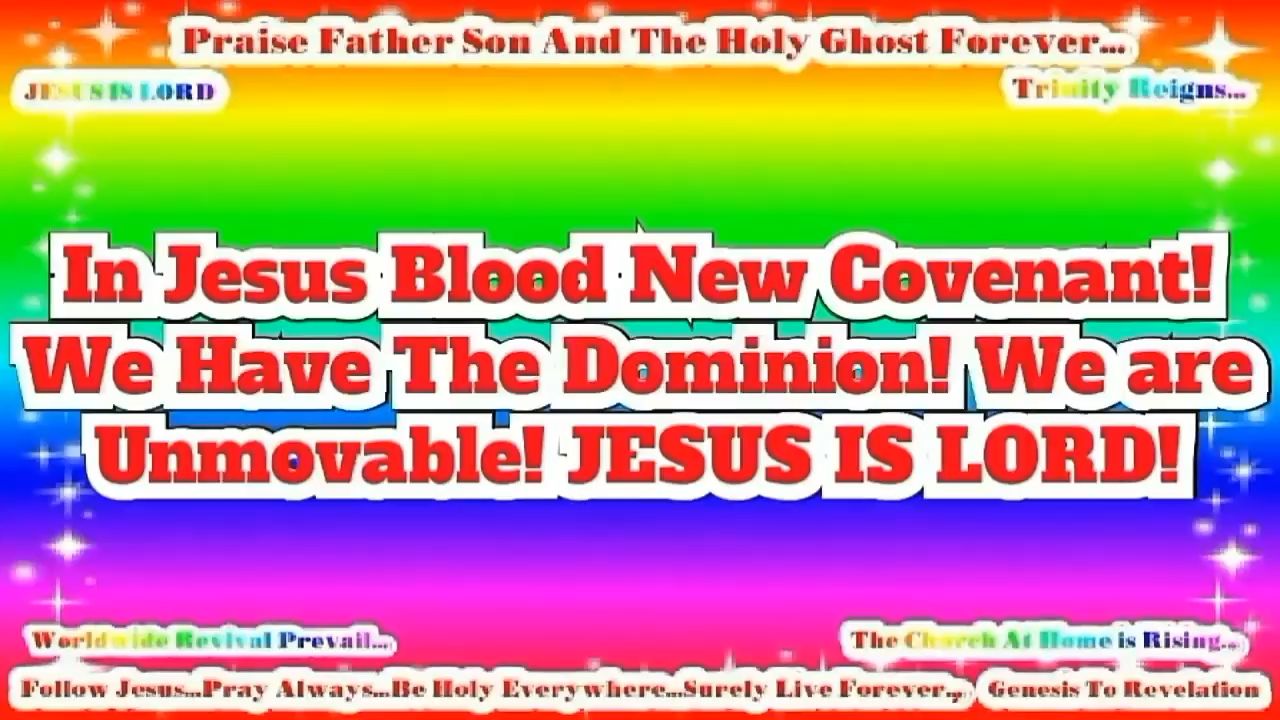 Praise Father Son And The Holy Ghost Forever...
JESUS IS LORD
Trinity Reigns...
In Jesus Blood New Covenant!
We Have The Dominion! We are
Unmovable! JESUS IS LORD!
Worldwide Revival Prevail...
The Church At Home is Rising...
Follow Jesus...Pray Always...Be Holy Everywhere...Surely Live Forever...,
Genesis To Revelation